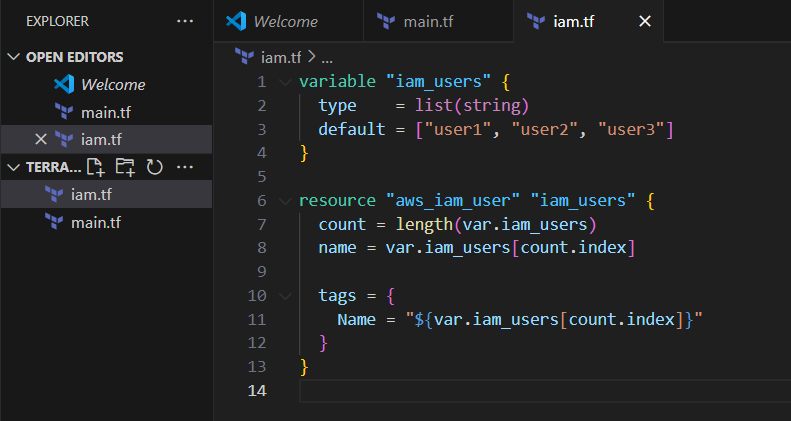 EXPLORER ...
OPEN EDITORS
Welcome
main.tf
iam.tf
TERRA...
iam.tf
main.tf
Welcome main.tf iam.tf
iam.tf > ...
1 variable "iam_users" {
2   type    = list(string)
3   default = ["user1", "user2", "user3"]
4 }
5
6 resource "aws_iam_user" "iam_users" {
7   count = length(var.iam_users)
8   name = var.iam_users[count.index]
9
10   tags = {
11     Name = "${var.iam_users[count.index]}"
12   }
13 }
14